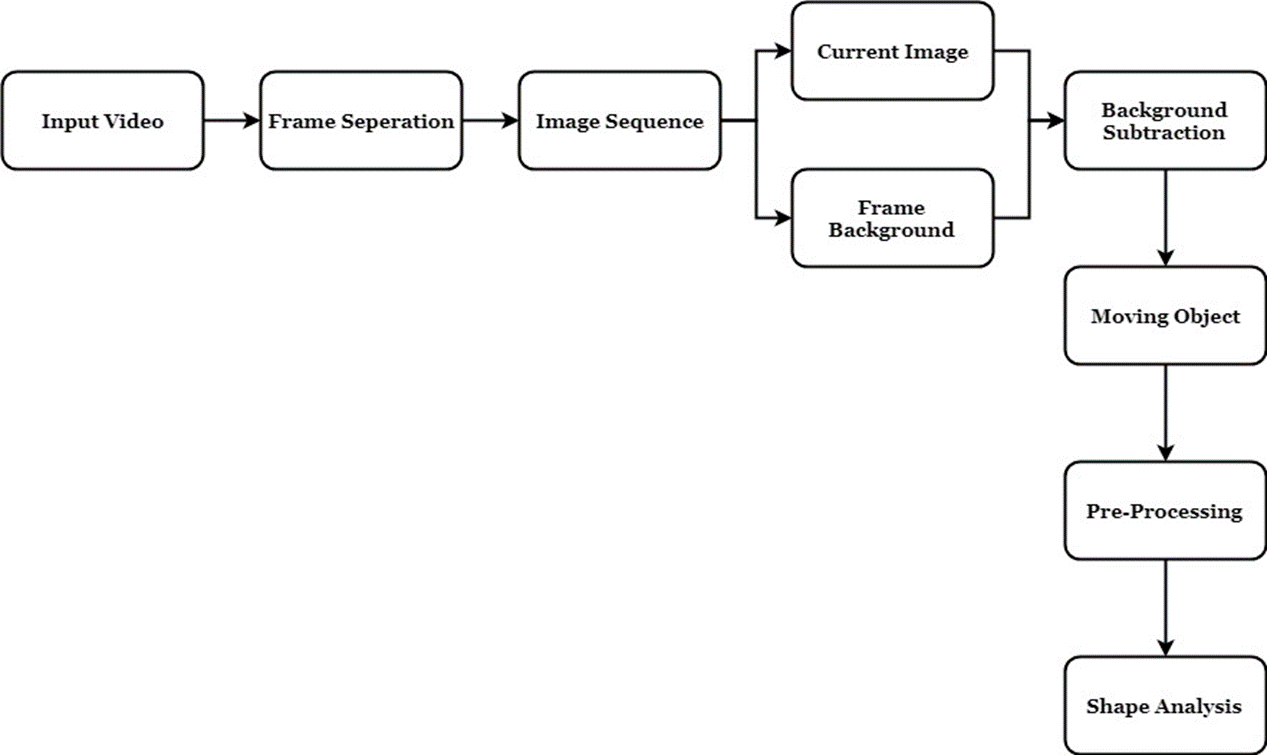 Input Video
Frame Seperation
Image Sequence
Current Image
Frame
Background
Background
Subtraction
Moving Object
Pre-Processing
Shape Analysis